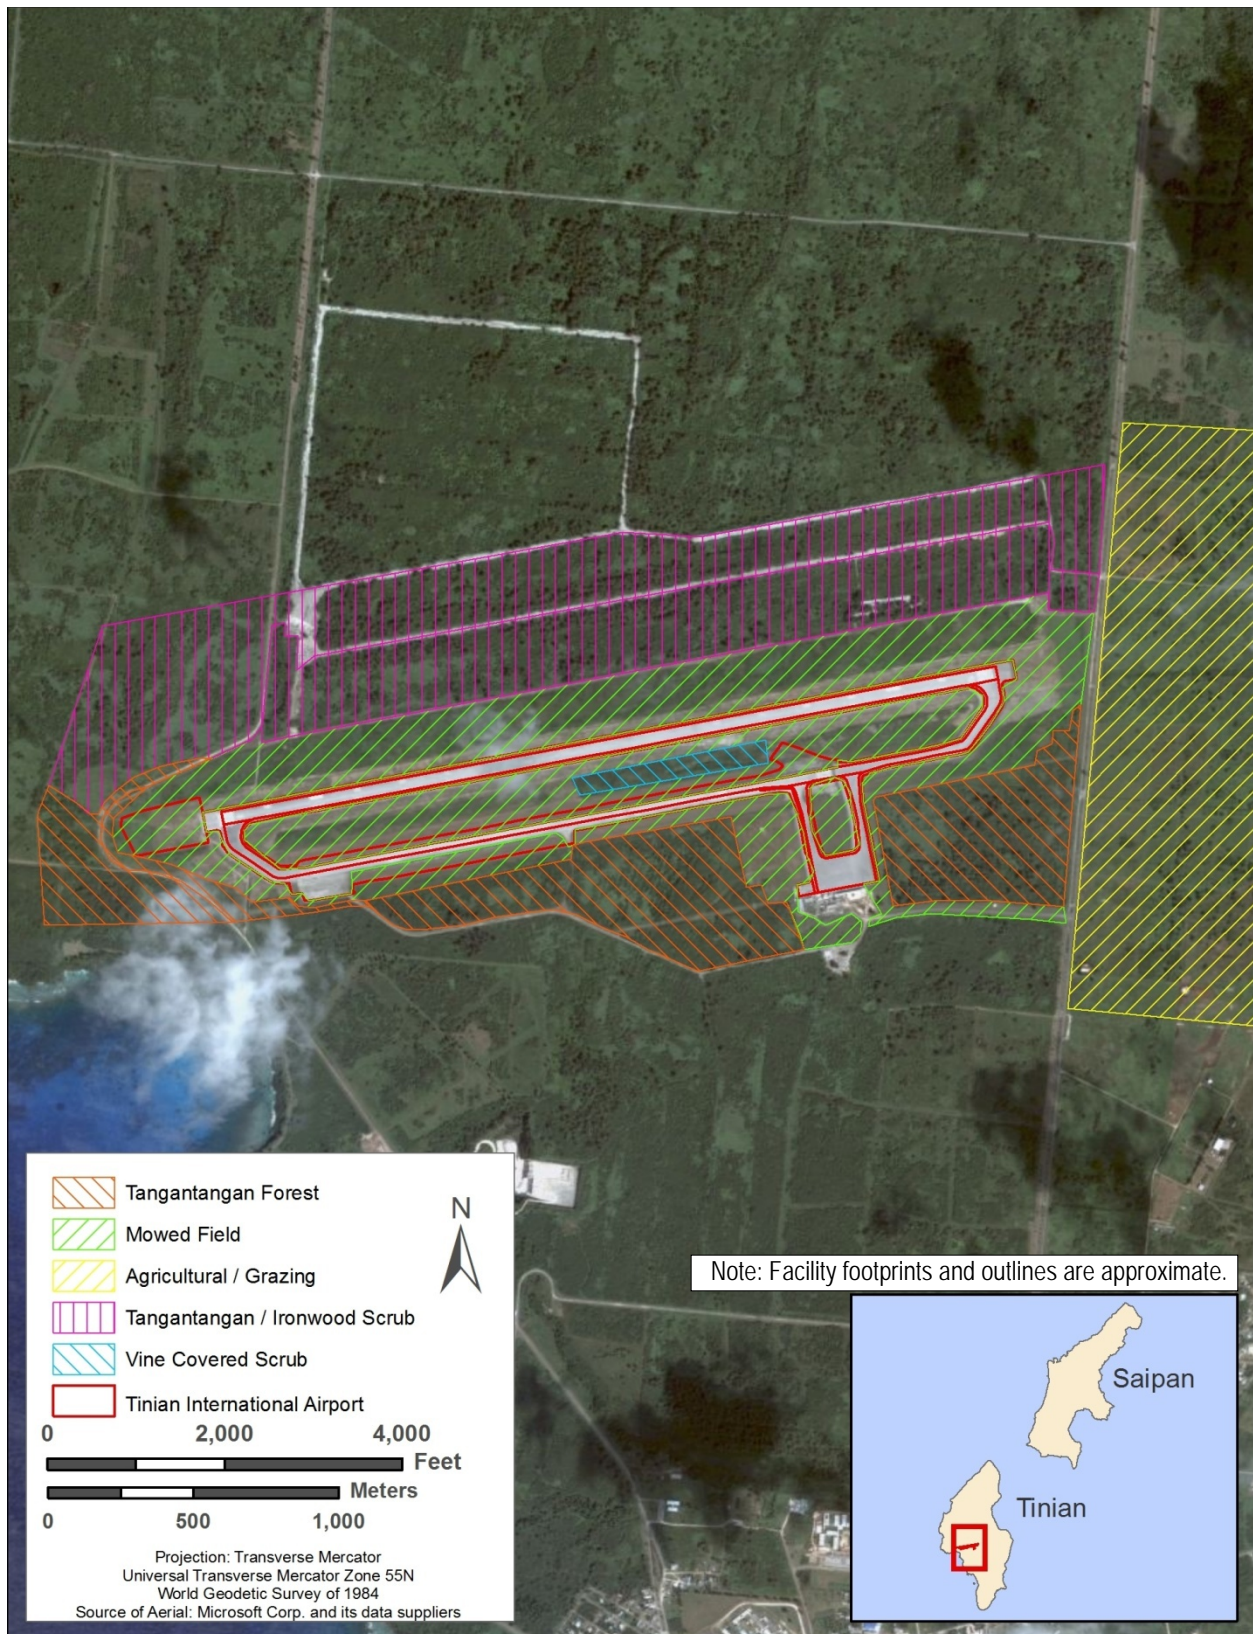 Tangantangan Forest
Mowed Field
Agricultural / Grazing
Tangantangan / Ironwood Scrub
Vine Covered Scrub
Tinian International Airport
N
0 2,000 4,000
Feet
Meters
0 500 1,000
Projection: Transverse Mercator
Universal Transverse Mercator Zone 55N
World Geodetic Survey of 1984
Source of Aerial: Microsoft Corp. and its data suppliers
Note: Facility footprints and outlines are approximate.
Saipan
Tinian